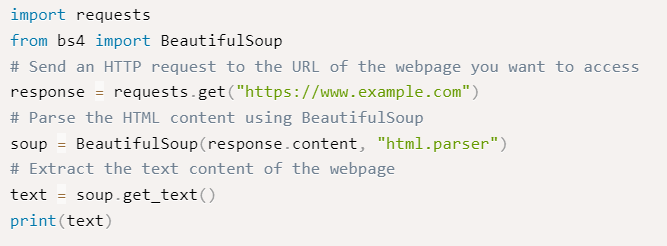 import requests
from bs4 import BeautifulSoup
# Send an HTTP request to the URL of the webpage you want to access
response = requests.get("https://www.example.com")
# Parse the HTML content using BeautifulSoup
soup = BeautifulSoup(response.content, "html.parser")
# Extract the text content of the webpage
text = soup.get_text()
print(text)